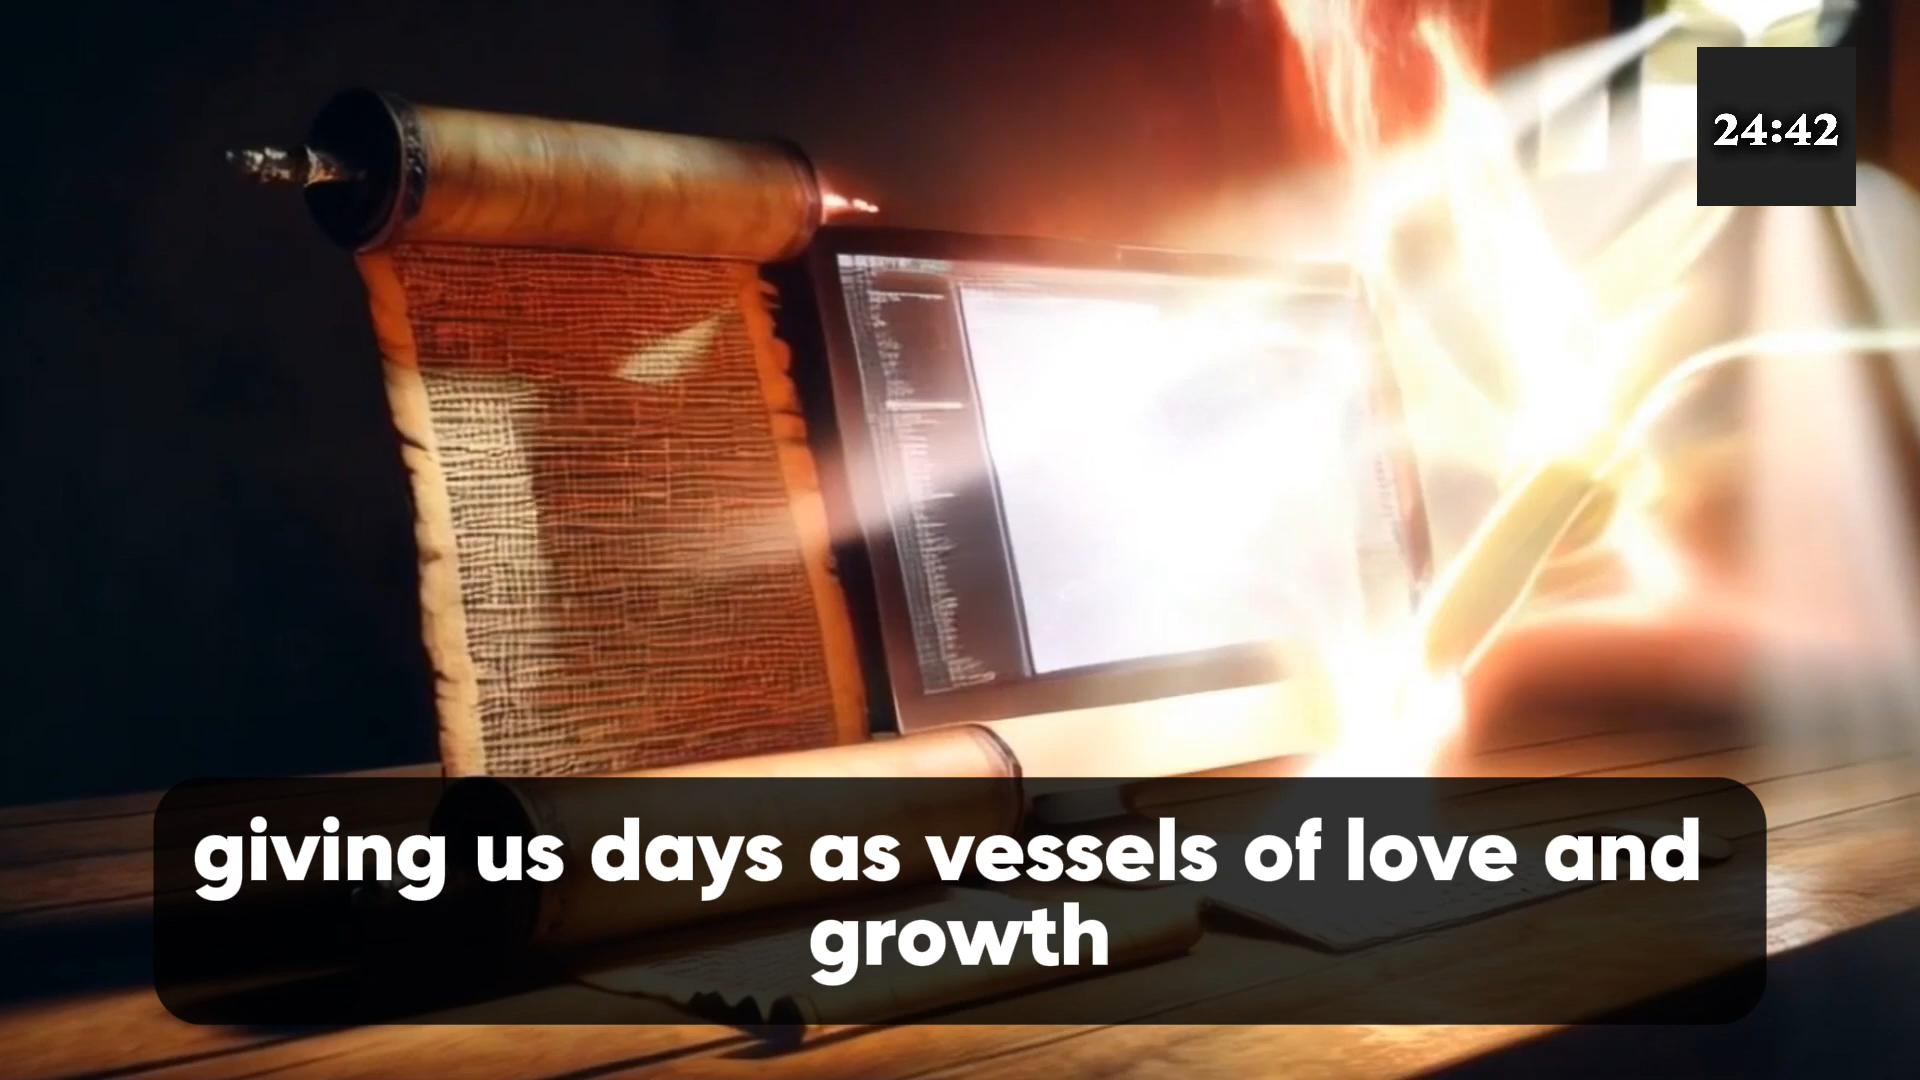 24:42
giving us days as vessels of love and
growth